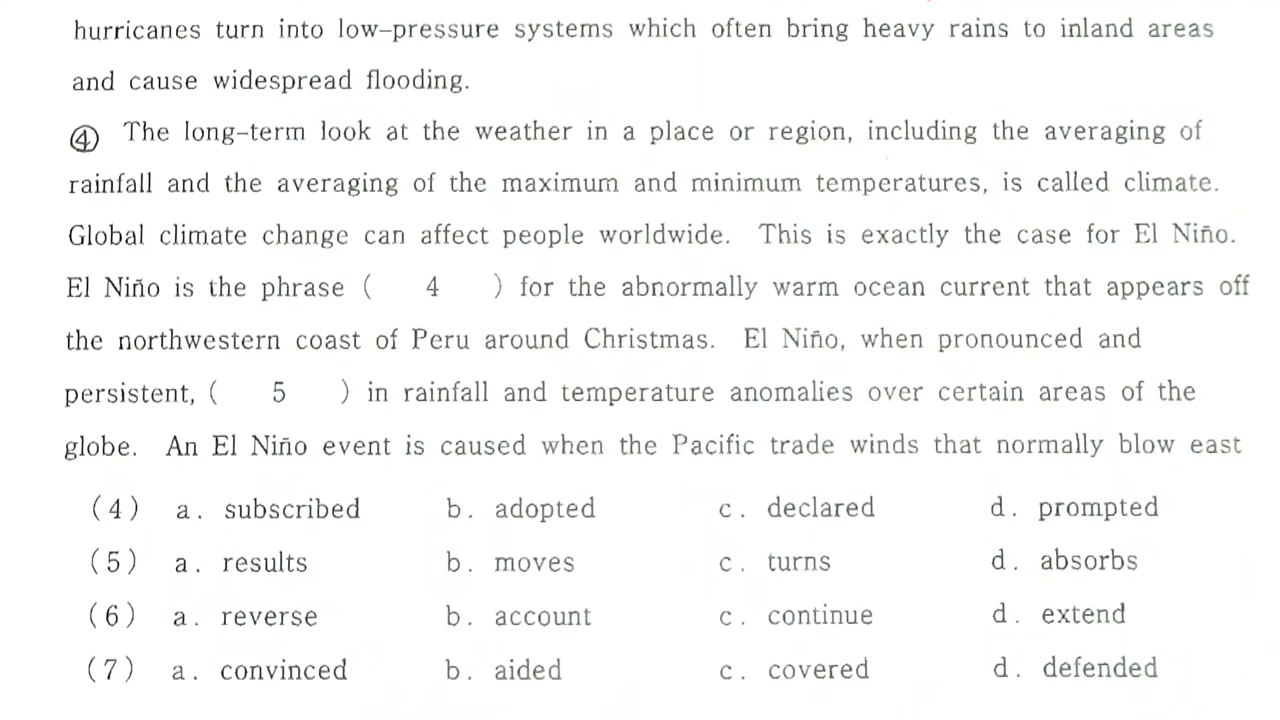 hurricanes turn into low-pressure systems which often bring heavy rains to inland areas
and cause widespread flooding.
④ The long-term look at the weather in a place or region, including the averaging of
rainfall and the averaging of the maximum and minimum temperatures, is called climate.
Global climate change can affect people worldwide. This is exactly the case for El Niño.
El Niño is the phrase ( 4 ) for the abnormally warm ocean current that appears off
the northwestern coast of Peru around Christmas. El Niño, when pronounced and
persistent, ( 5 ) in rainfall and temperature anomalies over certain areas of the
globe. An El Niño event is caused when the Pacific trade winds that normally blow east
(4) a. subscribed b. adopted c. declared d. prompted
(5) a. results b. moves c. turns d. absorbs
(6) a. reverse b. account c. continue d. extend
(7) a. convinced b. aided c. covered d. defended